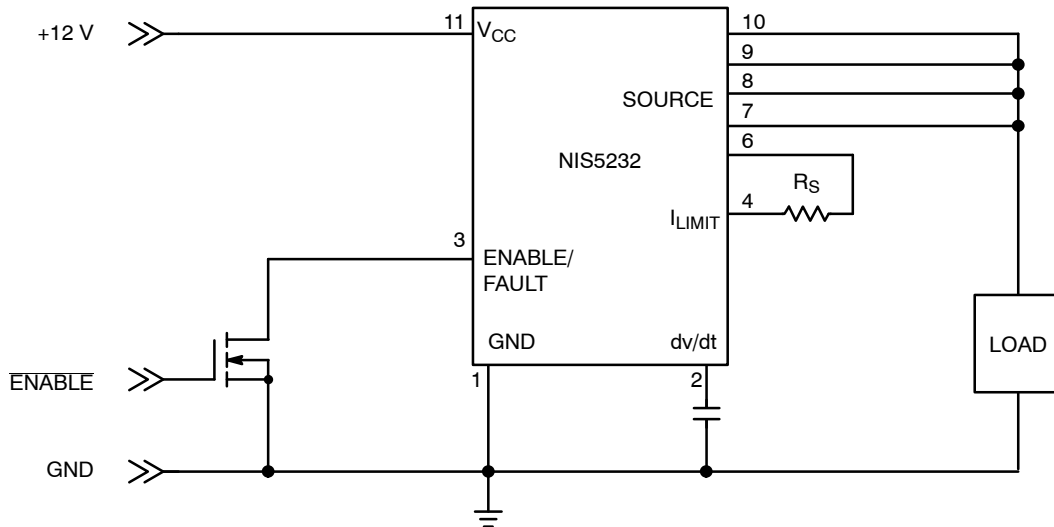 +12 V
11
V_CC
10
9
8
SOURCE
7
NIS5232
6
R_S
4
I_LIMIT
3
ENABLE/
FAULT
GND
dv/dt
LOAD
ENABLE
1
2
GND